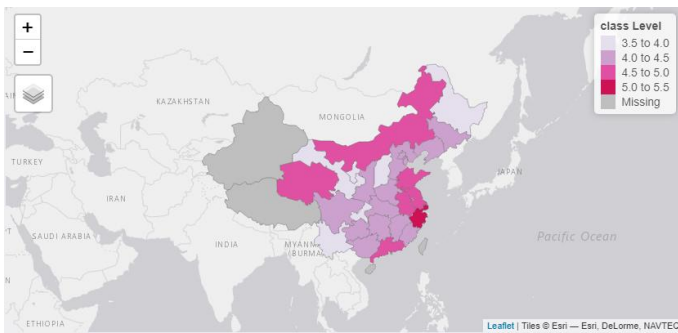 +
−
class Level
3.5 to 4.0
4.0 to 4.5
4.5 to 5.0
5.0 to 5.5
Missing
KAZAKHSTAN
MONGOLIA
TURKEY
JAPAN
IRAN
SAUDI ARABIA
INDIA
MYANM
(BURMA
Pacific Ocean
ETHIOPIA
Leaflet | Tiles © Esri — Esri, DeLorme, NAVTEQ